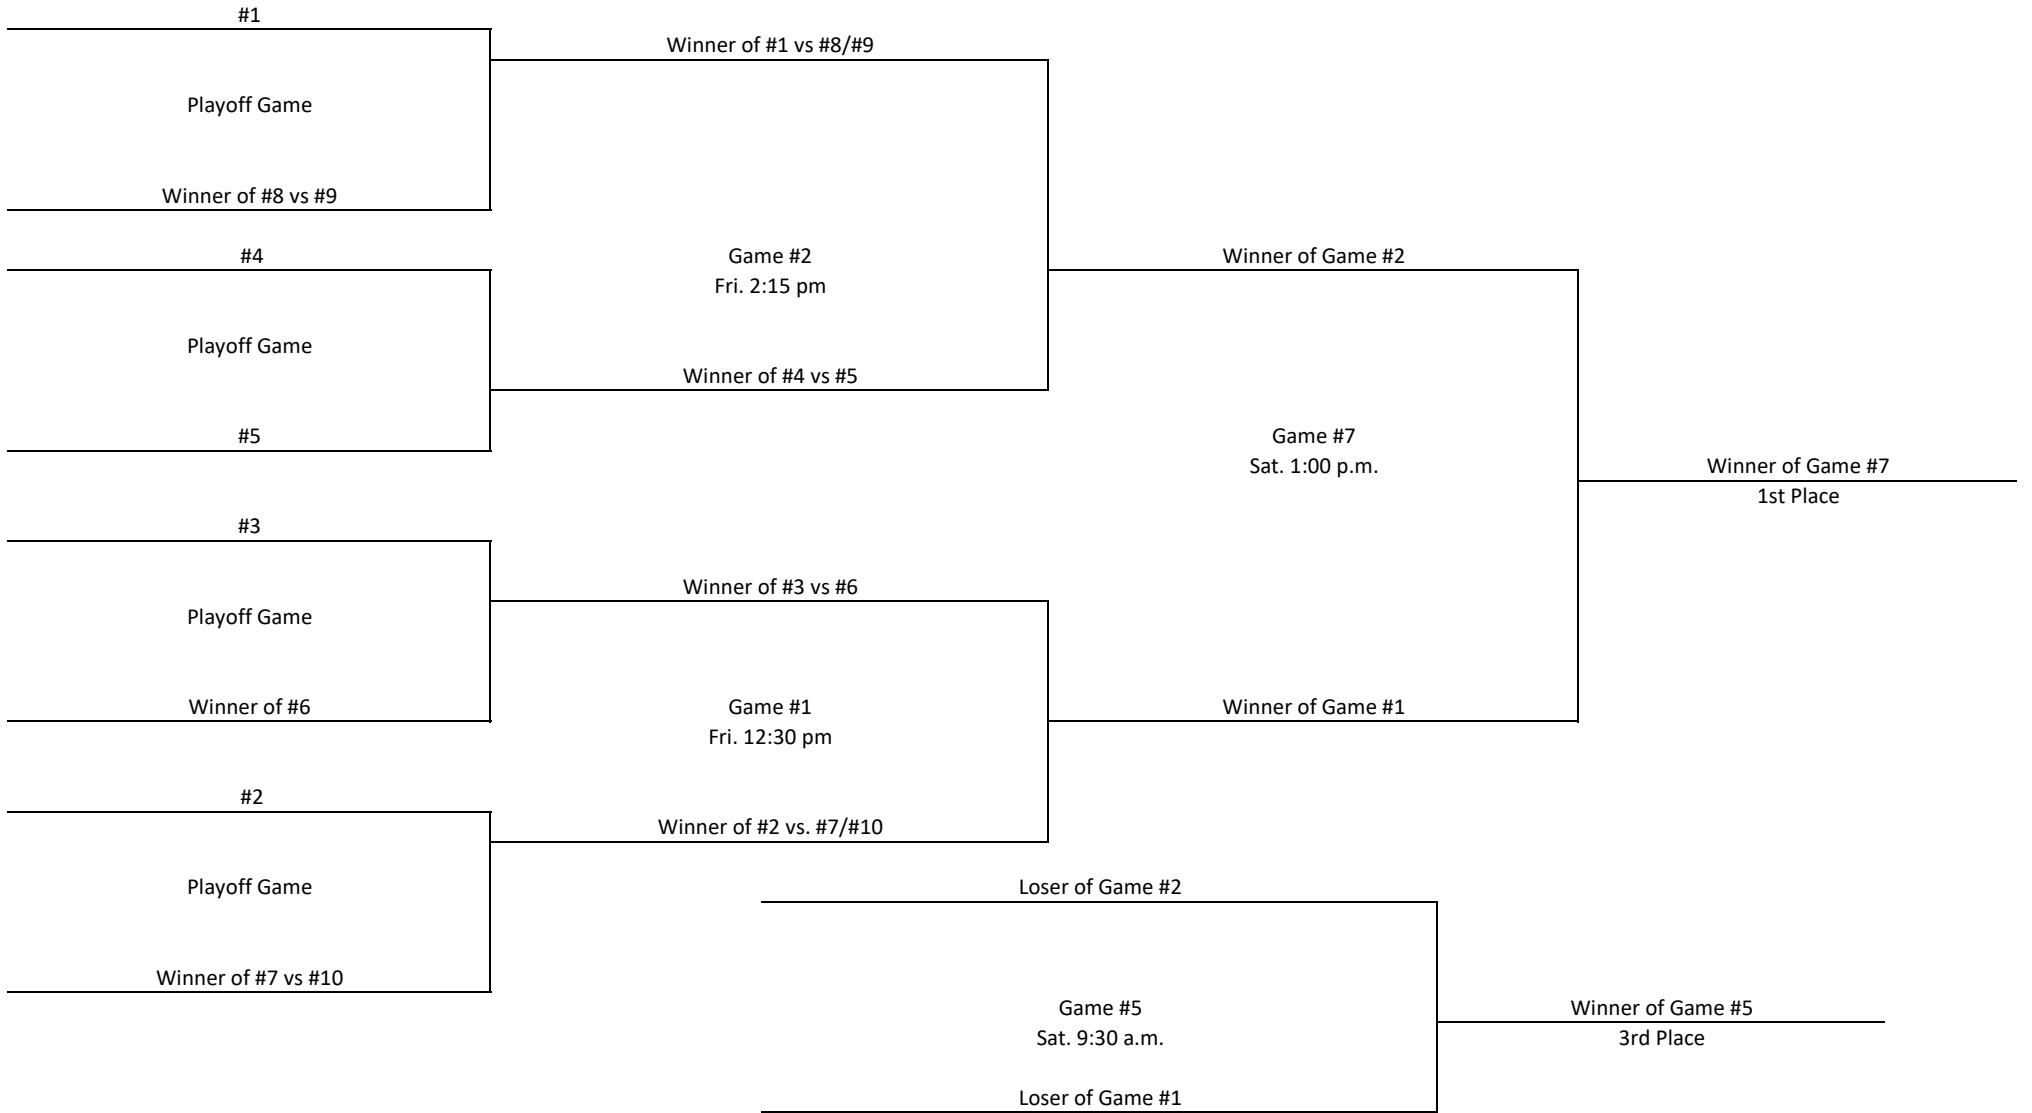 #1
Winner of #1 vs #8/#9
Playoff Game
Winner of #8 vs #9
#4
Game #2
Winner of Game #2
Fri. 2:15 pm
Playoff Game
Winner of #4 vs #5
#5
Game #7
Sat. 1:00 p.m.
Winner of Game #7
1st Place
#3
Winner of #3 vs #6
Playoff Game
Winner of #6
Game #1
Winner of Game #1
Fri. 12:30 pm
#2
Winner of #2 vs. #7/#10
Playoff Game
Loser of Game #2
Winner of #7 vs #10
Game #5
Winner of Game #5
Sat. 9:30 a.m.
3rd Place
Loser of Game #1